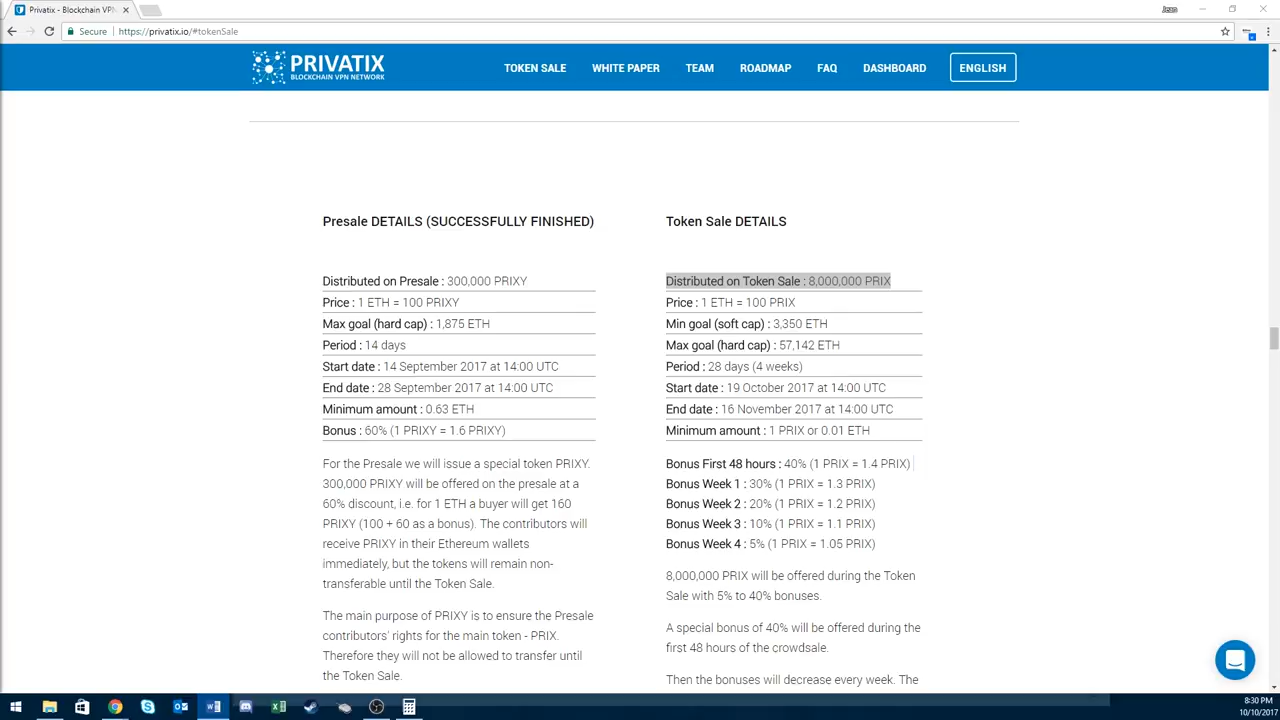 Privatix - Blockchain VPN
Secure
https://privatix.io/#tokenSale
PRIVATIX
BLOCKCHAIN VPN NETWORK
TOKEN SALE
WHITE PAPER
TEAM
ROADMAP
FAQ
DASHBOARD
ENGLISH
Presale DETAILS (SUCCESSFULLY FINISHED)
Distributed on Presale : 300,000 PRIXY
Price : 1 ETH = 100 PRIXY
Max goal (hard cap) : 1,875 ETH
Period : 14 days
Start date : 14 September 2017 at 14:00 UTC
End date : 28 September 2017 at 14:00 UTC
Minimum amount : 0.63 ETH
Bonus : 60% (1 PRIXY = 1.6 PRIXY)
For the Presale we will issue a special token PRIXY.
300,000 PRIXY will be offered on the presale at a
60% discount, i.e. for 1 ETH a buyer will get 160
PRIXY (100 + 60 as a bonus). The contributors will
receive PRIXY in their Ethereum wallets
immediately, but the tokens will remain non-
transferable until the Token Sale.
The main purpose of PRIXY is to ensure the Presale
contributors' rights for the main token - PRIX.
Therefore they will not be allowed to transfer until
the Token Sale.
Token Sale DETAILS
Distributed on Token Sale : 8,000,000 PRIX
Price : 1 ETH = 100 PRIX
Min goal (soft cap) : 3,350 ETH
Max goal (hard cap) : 57,142 ETH
Period : 28 days (4 weeks)
Start date : 19 October 2017 at 14:00 UTC
End date : 16 November 2017 at 14:00 UTC
Minimum amount : 1 PRIX or 0.01 ETH
Bonus First 48 hours : 40% (1 PRIX = 1.4 PRIX)
Bonus Week 1 : 30% (1 PRIX = 1.3 PRIX)
Bonus Week 2 : 20% (1 PRIX = 1.2 PRIX)
Bonus Week 3 : 10% (1 PRIX = 1.1 PRIX)
Bonus Week 4 : 5% (1 PRIX = 1.05 PRIX)
8,000,000 PRIX will be offered during the Token
Sale with 5% to 40% bonuses.
A special bonus of 40% will be offered during the
first 48 hours of the crowdsale.
Then the bonuses will decrease every week. The
8:30 PM
10/10/2017